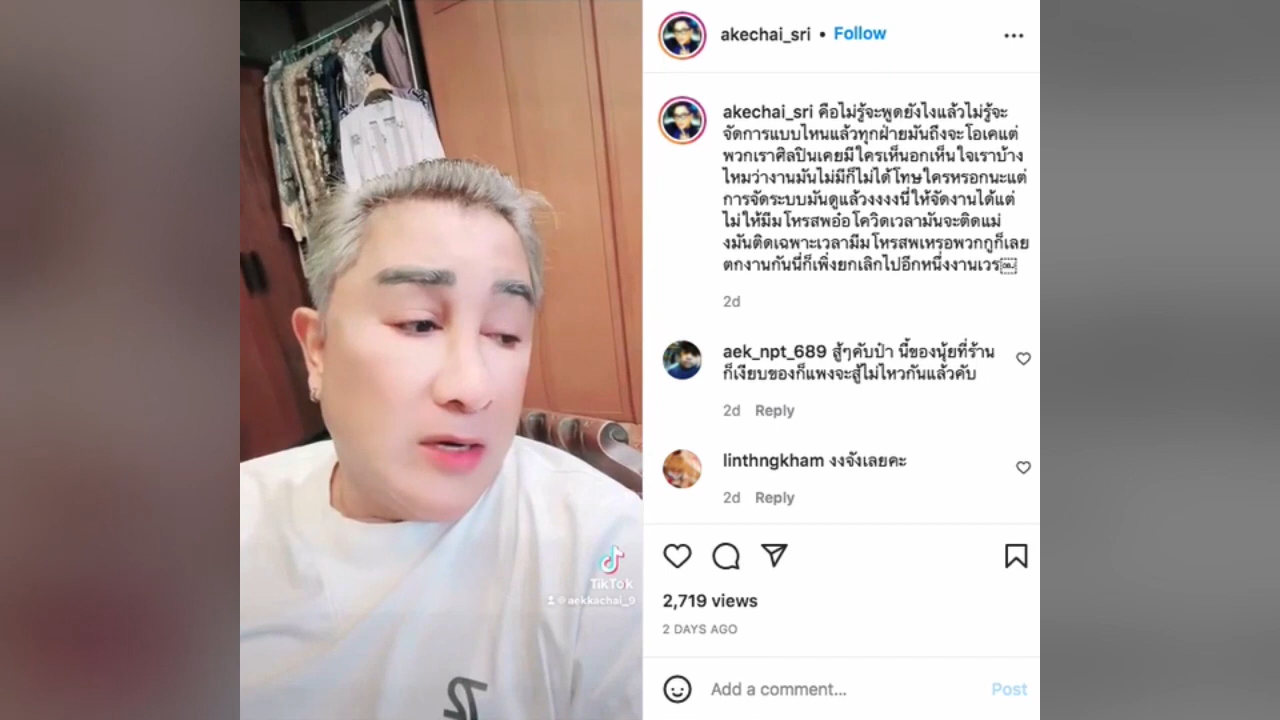 akechai_sri • Follow
akechai_sri คือไม่รู้จะพูดยังไงแล้วไม่รู้จะ
จัดการแบบไหนแล้วทุกฝ่ายมันถึงจะโอเคแต่
พวกเราศิลปินเคยมีใครเห็นอกเห็นใจเราบ้าง
ไหมว่างานมันไม่มีก็ไม่ได้โทษใครหรอกนะแต่
การจัดระบบมันดูแล้วงงงงนี่ให้จัดงานได้แต่
ไม่ให้มีมโหรสพอ๋อโควิดเวลามันจะติดแม่
งมันติดเฉพาะเวลามีมโหรสพเหรอพวกกูก็เลย
ตกงานกันนี่ก็เพิ่งยกเลิกไปอีกหนึ่งงานเวร
2d
aek_npt_689 สู้ๆคับป๋า นี้ของนุ้ยที่ร้าน
ก็เงียบของก็แพงจะสู้ไม่ไหวกันแล้วคับ
2d Reply
linthngkham งงจังเลยคะ
2d Reply
2,719 views
2 DAYS AGO
Add a comment... Post
TikTok
@aekkachai_9